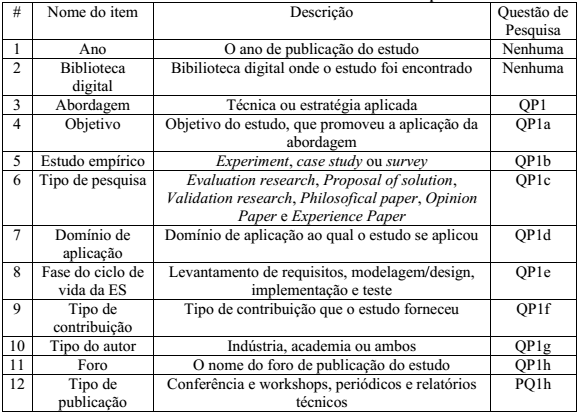 # Nome do item Descrição Questão de
Pesquisa
1 Ano O ano de publicação do estudo Nenhuma
2 Biblioteca Bibilioteca digital onde o estudo foi encontrado Nenhuma
digital
3 Abordagem Técnica ou estratégia aplicada QP1
4 Objetivo Objetivo do estudo, que promoveu a aplicação da QP1a
abordagem
5 Estudo empírico Experiment, case study ou survey QP1b
6 Tipo de pesquisa Evaluation research, Proposal of solution, QP1c
Validation research, Philosofical paper, Opinion
Paper e Experience Paper
7 Domínio de Domínio de aplicação ao qual o estudo se aplicou QP1d
aplicação
8 Fase do ciclo de Levantamento de requisitos, modelagem/design, QP1e
vida da ES implementação e teste
9 Tipo de Tipo de contribuição que o estudo forneceu QP1f
contribuição
10 Tipo do autor Indústria, academia ou ambos QP1g
11 Foro O nome do foro de publicação do estudo QP1h
12 Tipo de Conferência e workshops, periódicos e relatórios PQ1h
publicação técnicos